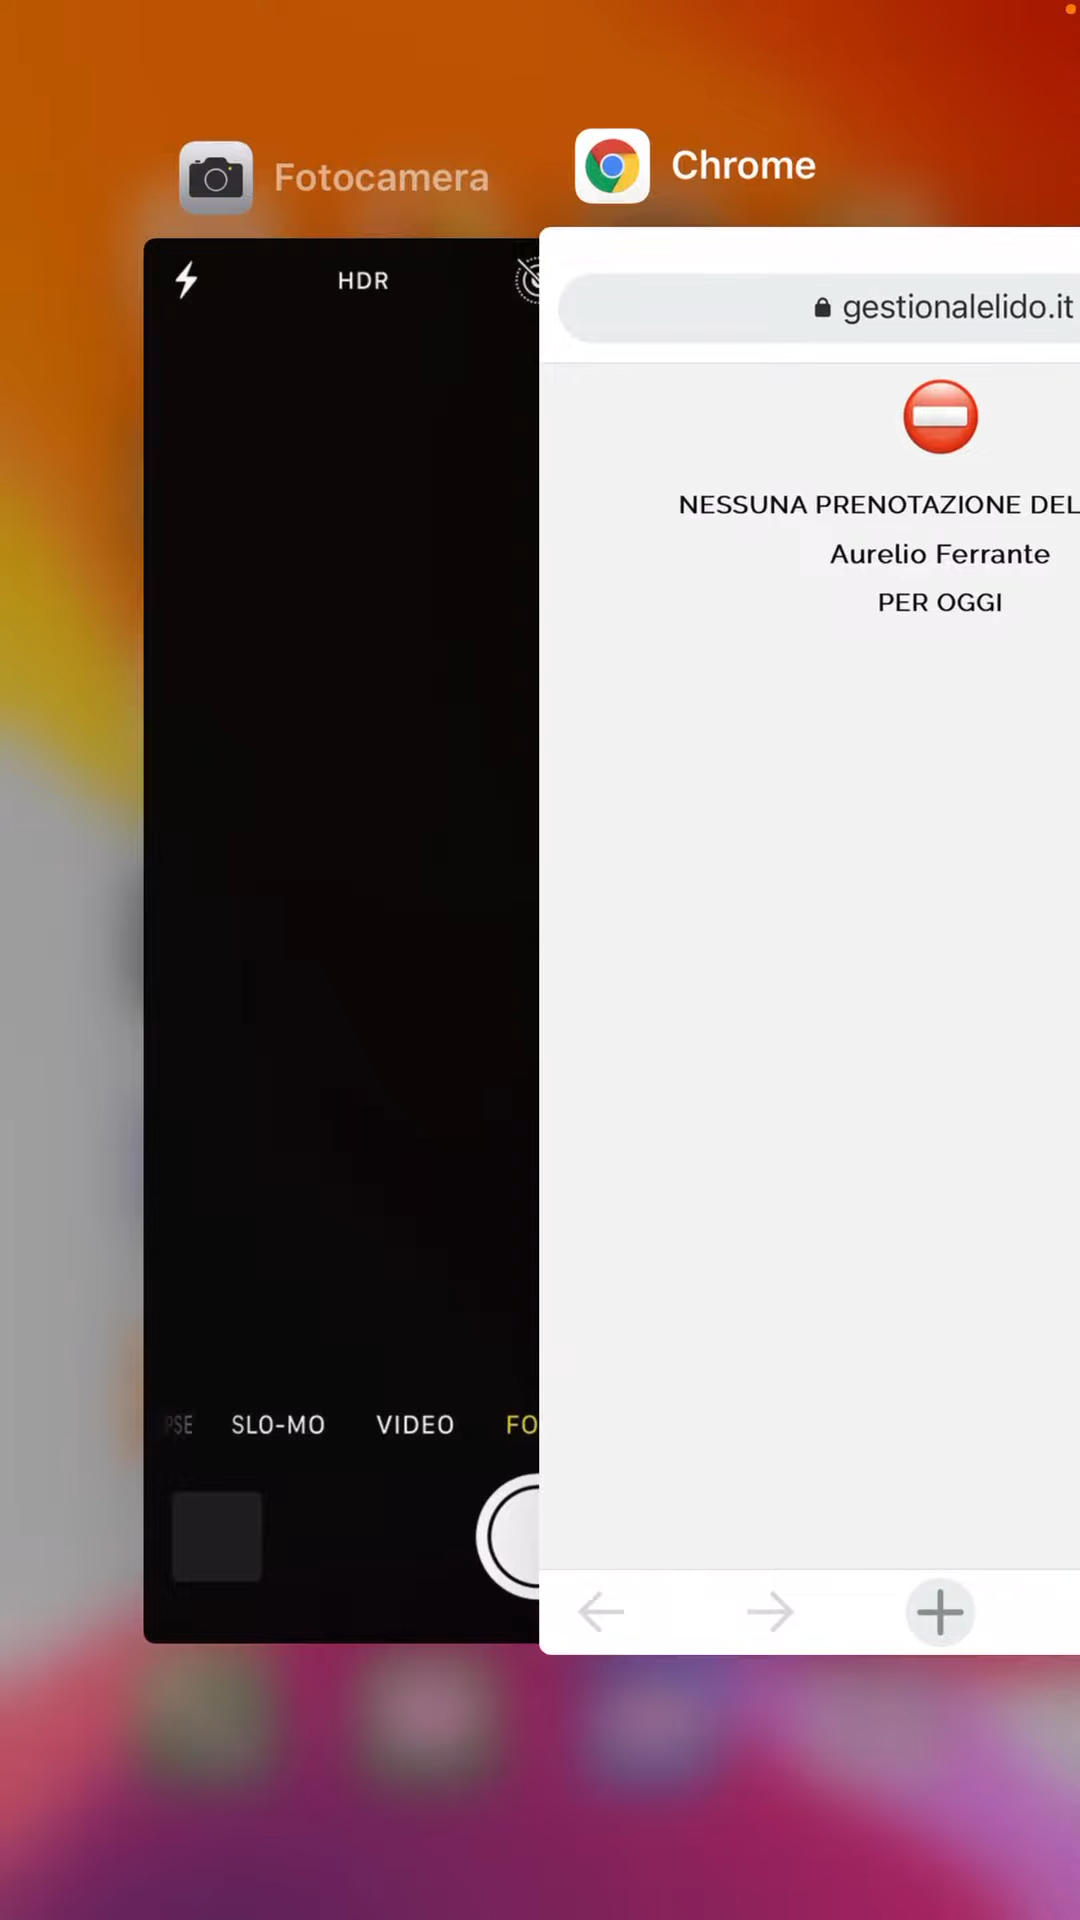 Fotocamera
Chrome
HDR
gestionalelido.it
NESSUNA PRENOTAZIONE DEL
Aurelio Ferrante
PER OGGI
PSE SLO-MO VIDEO FO